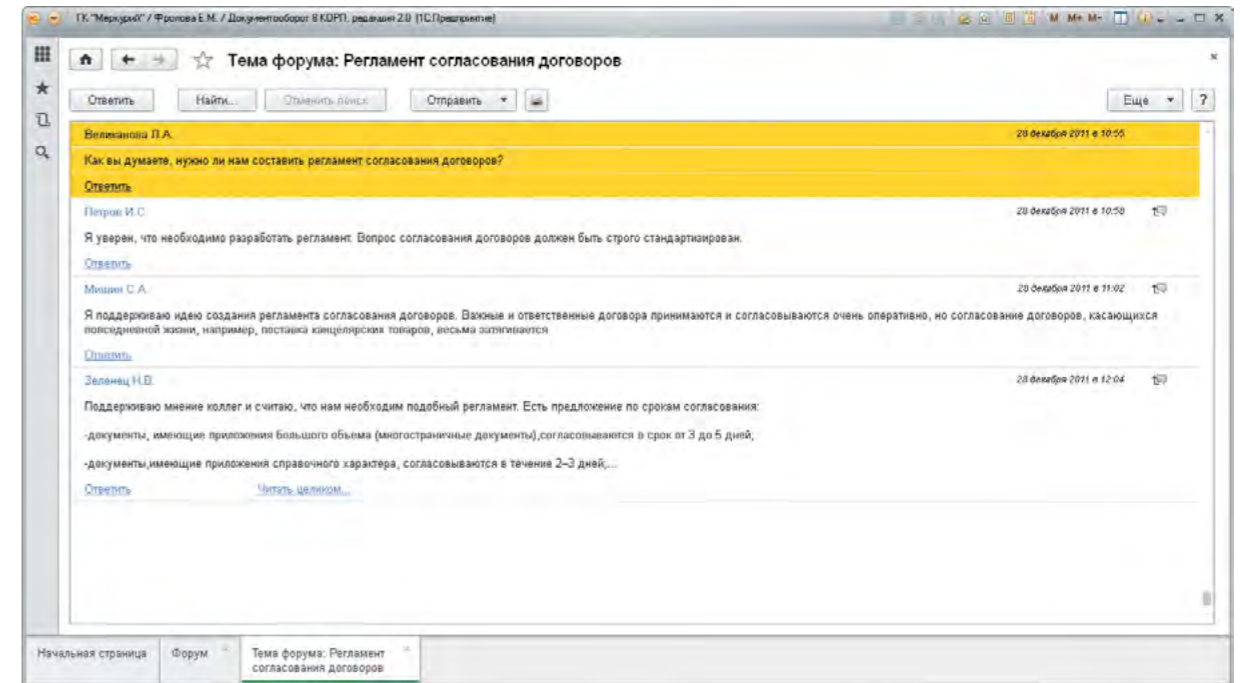 ГК "Меркурий" / Фролова Е.М. / Документооборот 8 КОРП, редакция 2.0 (1С:Предприятие)
M M+ M-
Тема форума: Регламент согласования договоров
Ответить Найти... Отменить поиск Отправить Еще ?
Великанова Л.А. 28 декабря 2011 в 10:55
Как вы думаете, нужно ли нам составить регламент согласования договоров?
Ответить
Петров И.С. 28 декабря 2011 в 10:58
Я уверен, что необходимо разработать регламент. Вопрос согласования договоров должен быть строго стандартизирован.
Ответить
Мишин С.А. 28 декабря 2011 в 11:02
Я поддерживаю идею создания регламента согласования договоров. Важные и ответственные договора принимаются и согласовываются очень оперативно, но согласование договоров, касающихся
повседневной жизни, например, поставка канцелярских товаров, весьма затягивается
Ответить
Зеленец Н.В. 28 декабря 2011 в 12:04
Поддерживаю мнение коллег и считаю, что нам необходим подобный регламент. Есть предложение по срокам согласования:
-документы, имеющие приложения большого объема (многостраничные документы),согласовываются в срок от 3 до 5 дней;
-документы,имеющие приложения справочного характера, согласовываются в течение 2–3 дней;...
Ответить Читать целиком...
Начальная страница Форум Тема форума: Регламент
согласования договоров